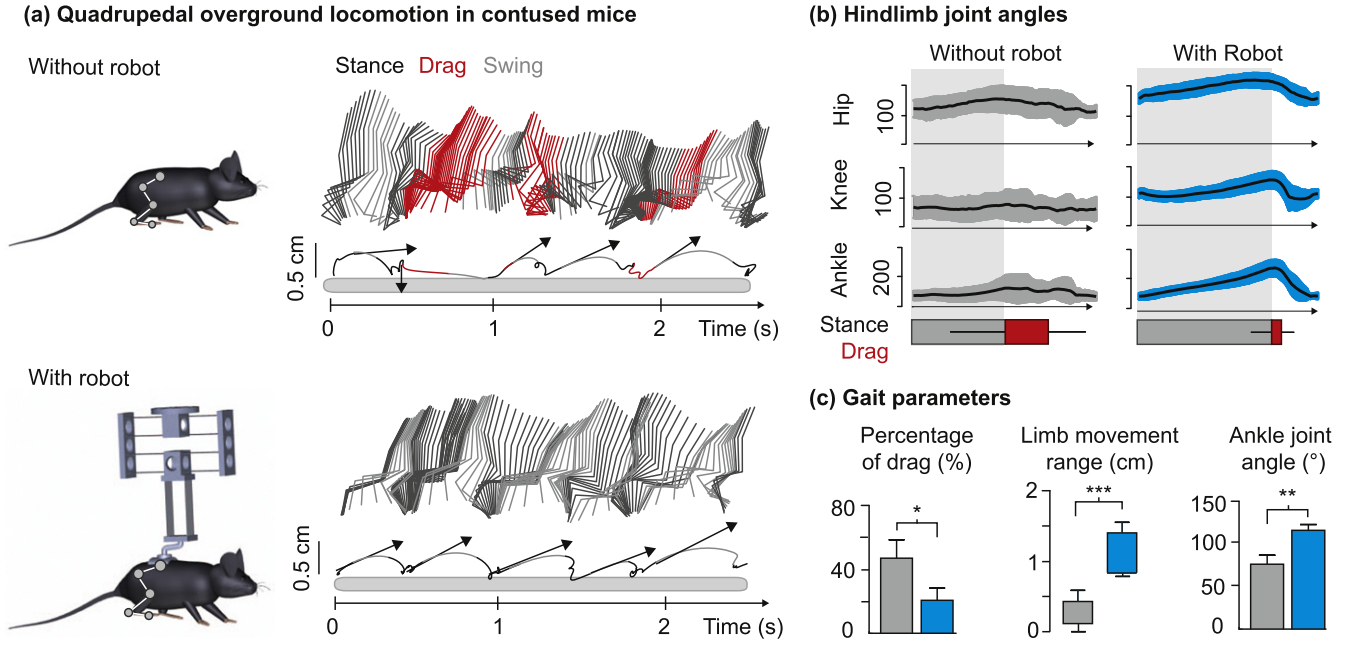 (a) Quadrupedal overground locomotion in contused mice
Without robot
Stance Drag Swing
0.5 cm
0 1 2 Time (s)
With robot
0.5 cm
0 1 2 Time (s)
(b) Hindlimb joint angles
Without robot With Robot
Hip
100
Knee
100
Ankle
200
Stance
Drag
(c) Gait parameters
Percentage
of drag (%)
80
40
0
*
Limb movement
range (cm)
2
1
0
***
Ankle joint
angle (°)
150
100
50
0
**